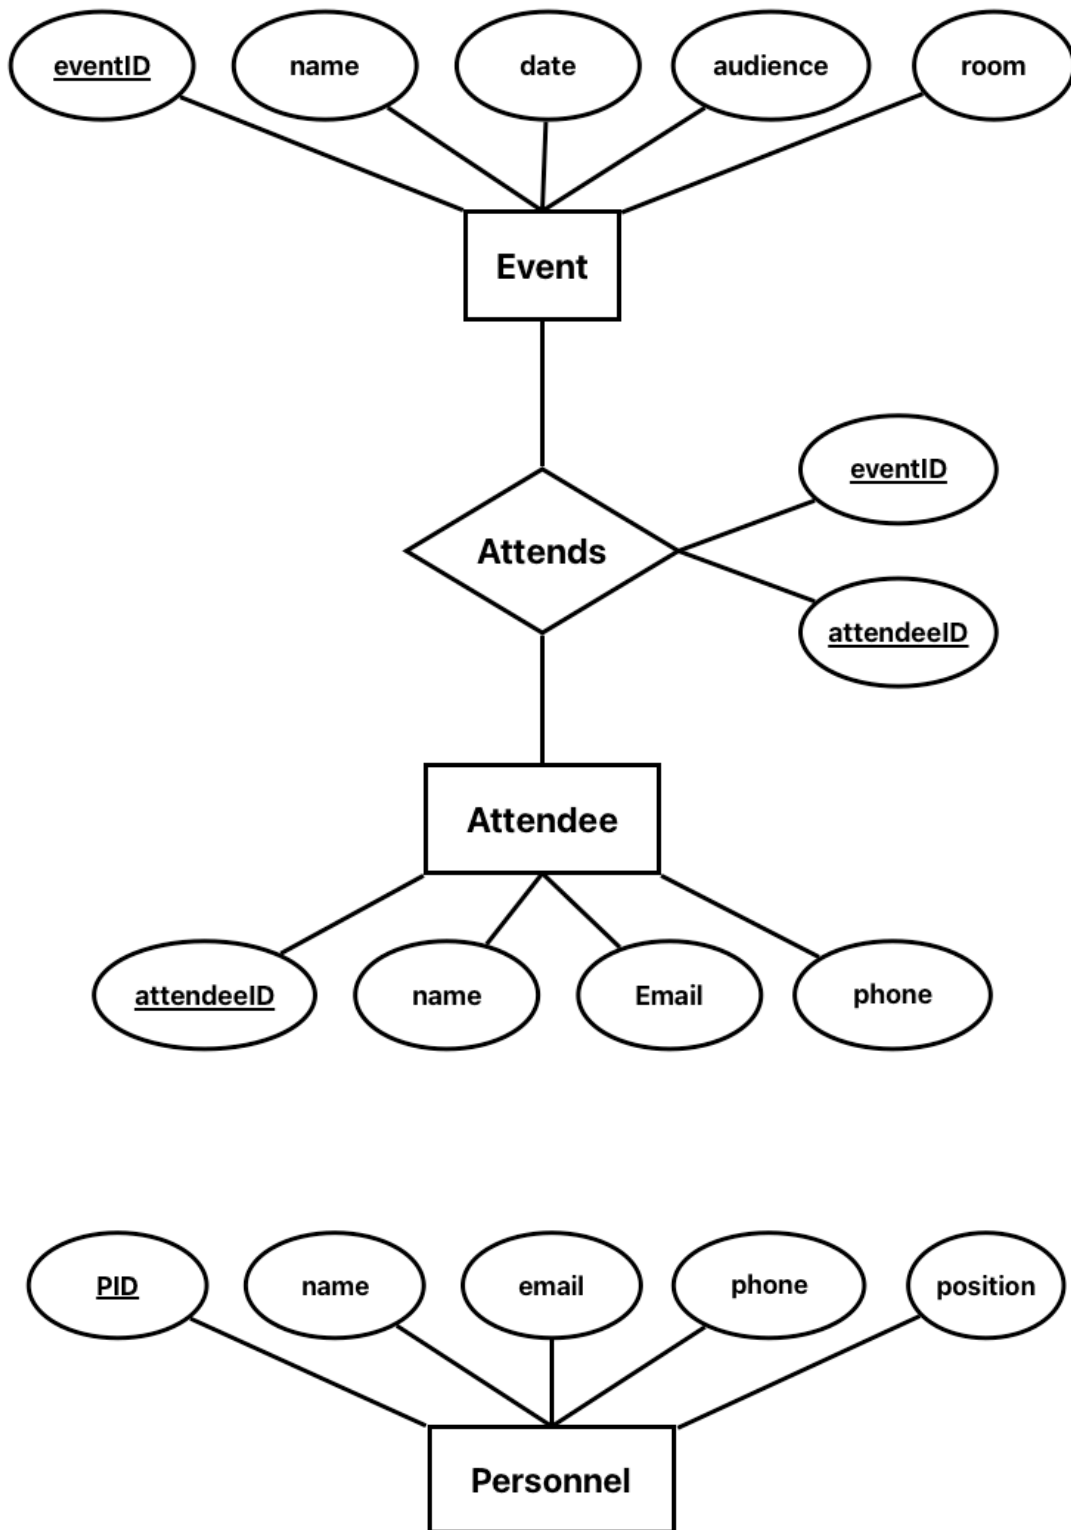 eventID
name
date
audience
room
Event
eventID
Attends
attendeeID
Attendee
attendeeID
name
Email
phone
PID
name
email
phone
position
Personnel